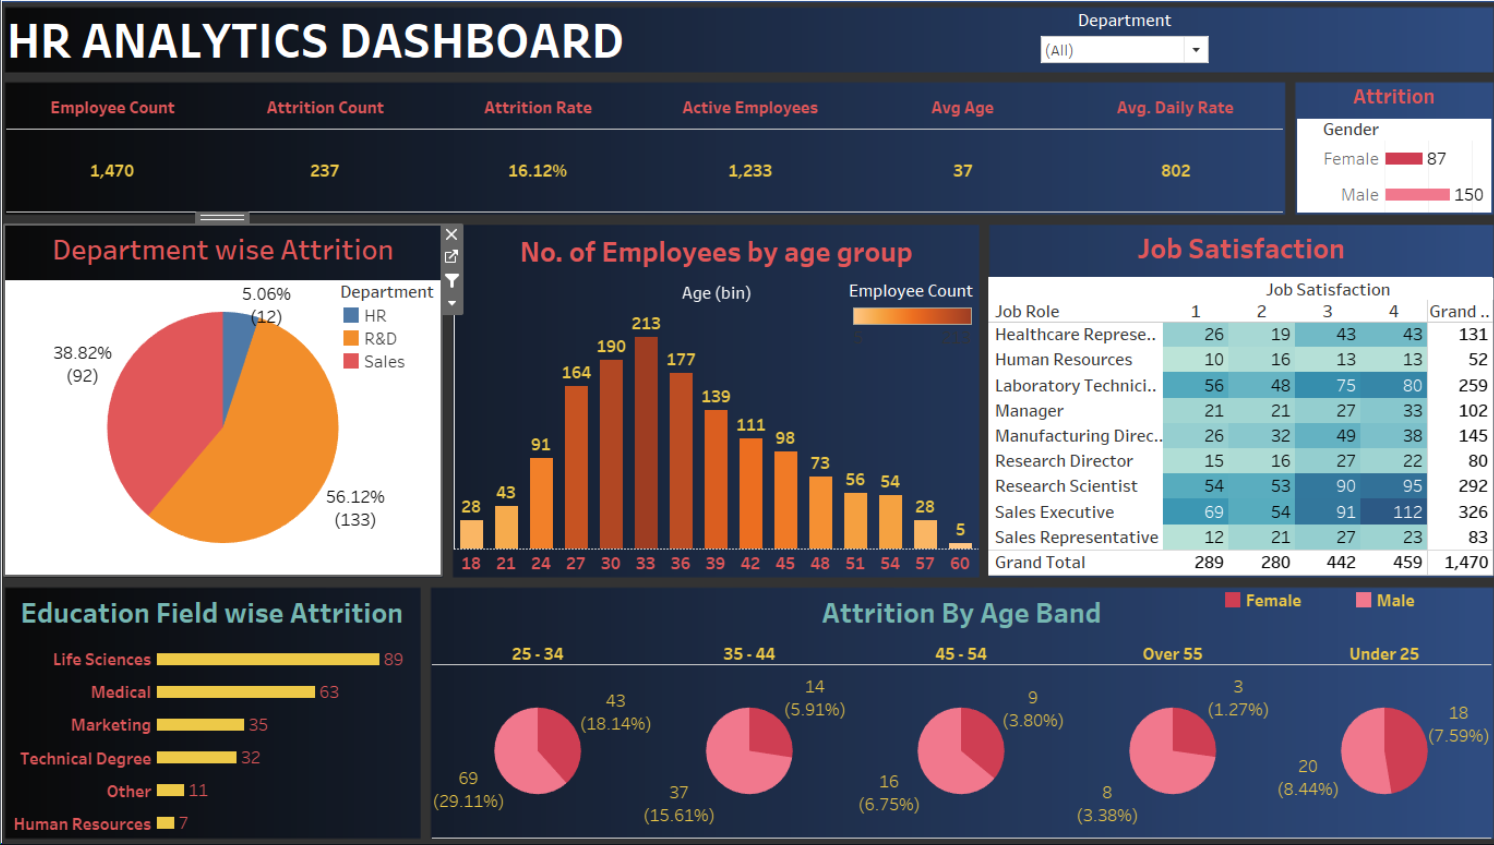 HR ANALYTICS DASHBOARD
Department
(All)
Employee Count Attrition Count Attrition Rate Active Employees Avg Age Avg. Daily Rate
1,470 237 16.12% 1,233 37 802
Attrition
Gender
Female 87
Male 150
Department wise Attrition
Department
HR
R&D
Sales
5.06%
(12)
38.82%
(92)
56.12%
(133)
No. of Employees by age group
Age (bin)
Employee Count
28 43 91 164 190 213 177 139 111 98 73 56 54 28 5
18 21 24 27 30 33 36 39 42 45 48 51 54 57 60
Job Satisfaction
Job Satisfaction
Job Role 1 2 3 4 Grand ..
Healthcare Represe.. 26 19 43 43 131
Human Resources 10 16 13 13 52
Laboratory Technici.. 56 48 75 80 259
Manager 21 21 27 33 102
Manufacturing Direc.. 26 32 49 38 145
Research Director 15 16 27 22 80
Research Scientist 54 53 90 95 292
Sales Executive 69 54 91 112 326
Sales Representative 12 21 27 23 83
Grand Total 289 280 442 459 1,470
Education Field wise Attrition
Life Sciences 89
Medical 63
Marketing 35
Technical Degree 32
Other 11
Human Resources 7
Attrition By Age Band
Female Male
25 - 34 35 - 44 45 - 54 Over 55 Under 25
43
(18.14%)
69
(29.11%)
14
(5.91%)
37
(15.61%)
9
(3.80%)
16
(6.75%)
3
(1.27%)
8
(3.38%)
18
(7.59%)
20
(8.44%)